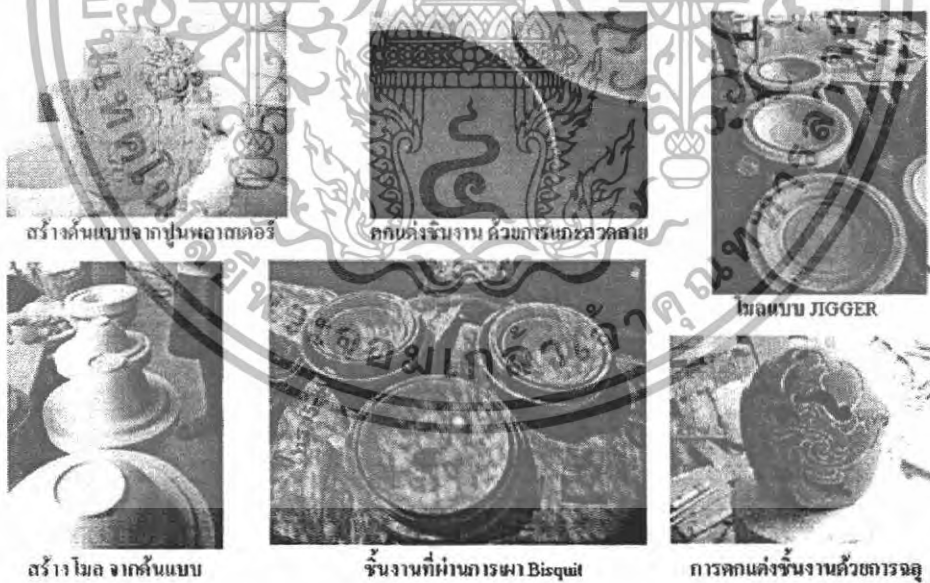 สร้างต้นแบบจากปูนพลาสเตอร์
ตกแต่งชิ้นงาน ด้วยการแกะลวดลาย
โมลแบบ JIGGER
สร้างโมล จากต้นแบบ
ชิ้นงานที่ผ่านการเผา Bisquit
การตกแต่งชิ้นงานด้วยการฉลุ